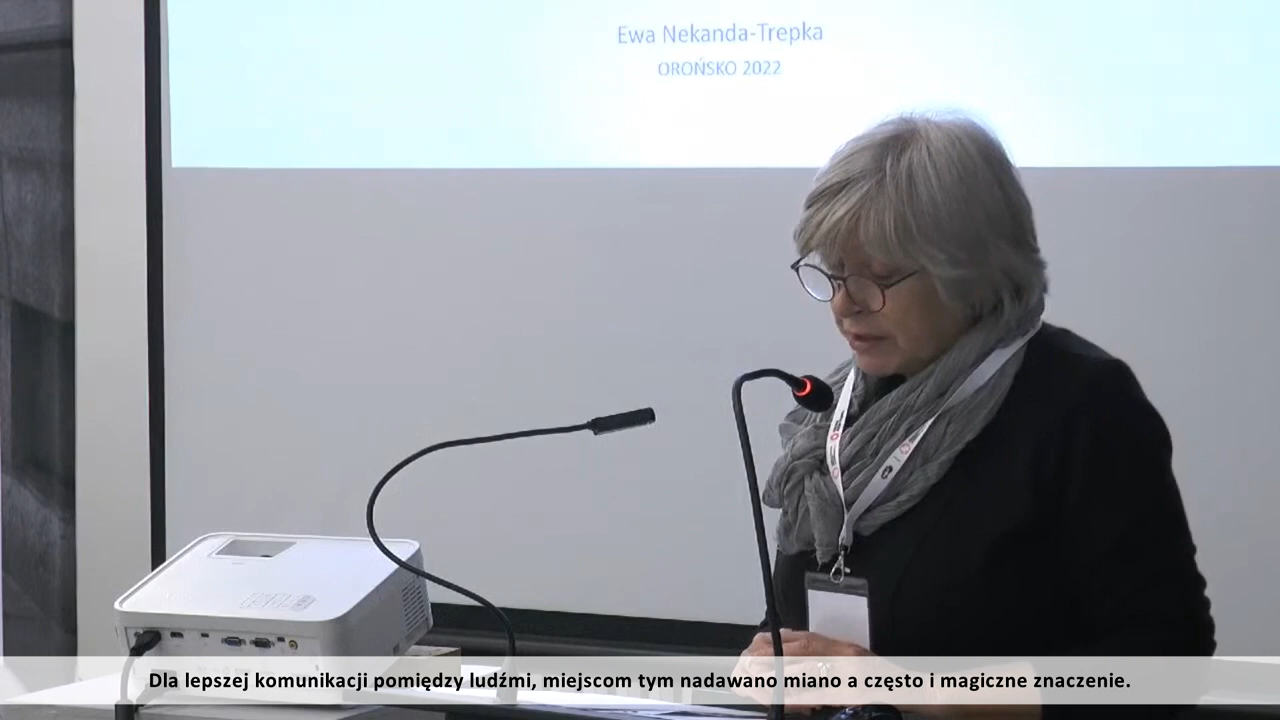 Ewa Nekanda-Trepka
OROŃSKO 2022
Dla lepszej komunikacji pomiędzy ludźmi, miejscom tym nadawano miano a często i magiczne znaczenie.